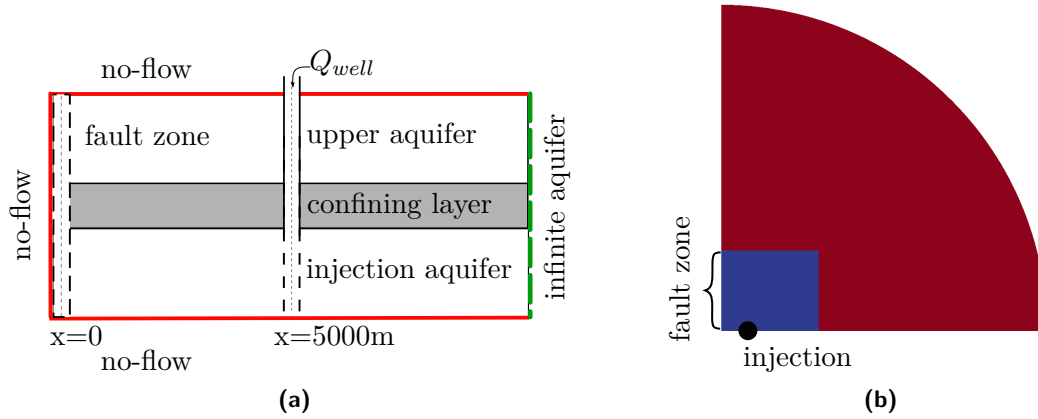 no-flow
Q_well
fault zone
upper aquifer
no-flow
confining layer
infinite aquifer
injection aquifer
x=0
x=5000m
no-flow
(a)
fault zone
injection
(b)